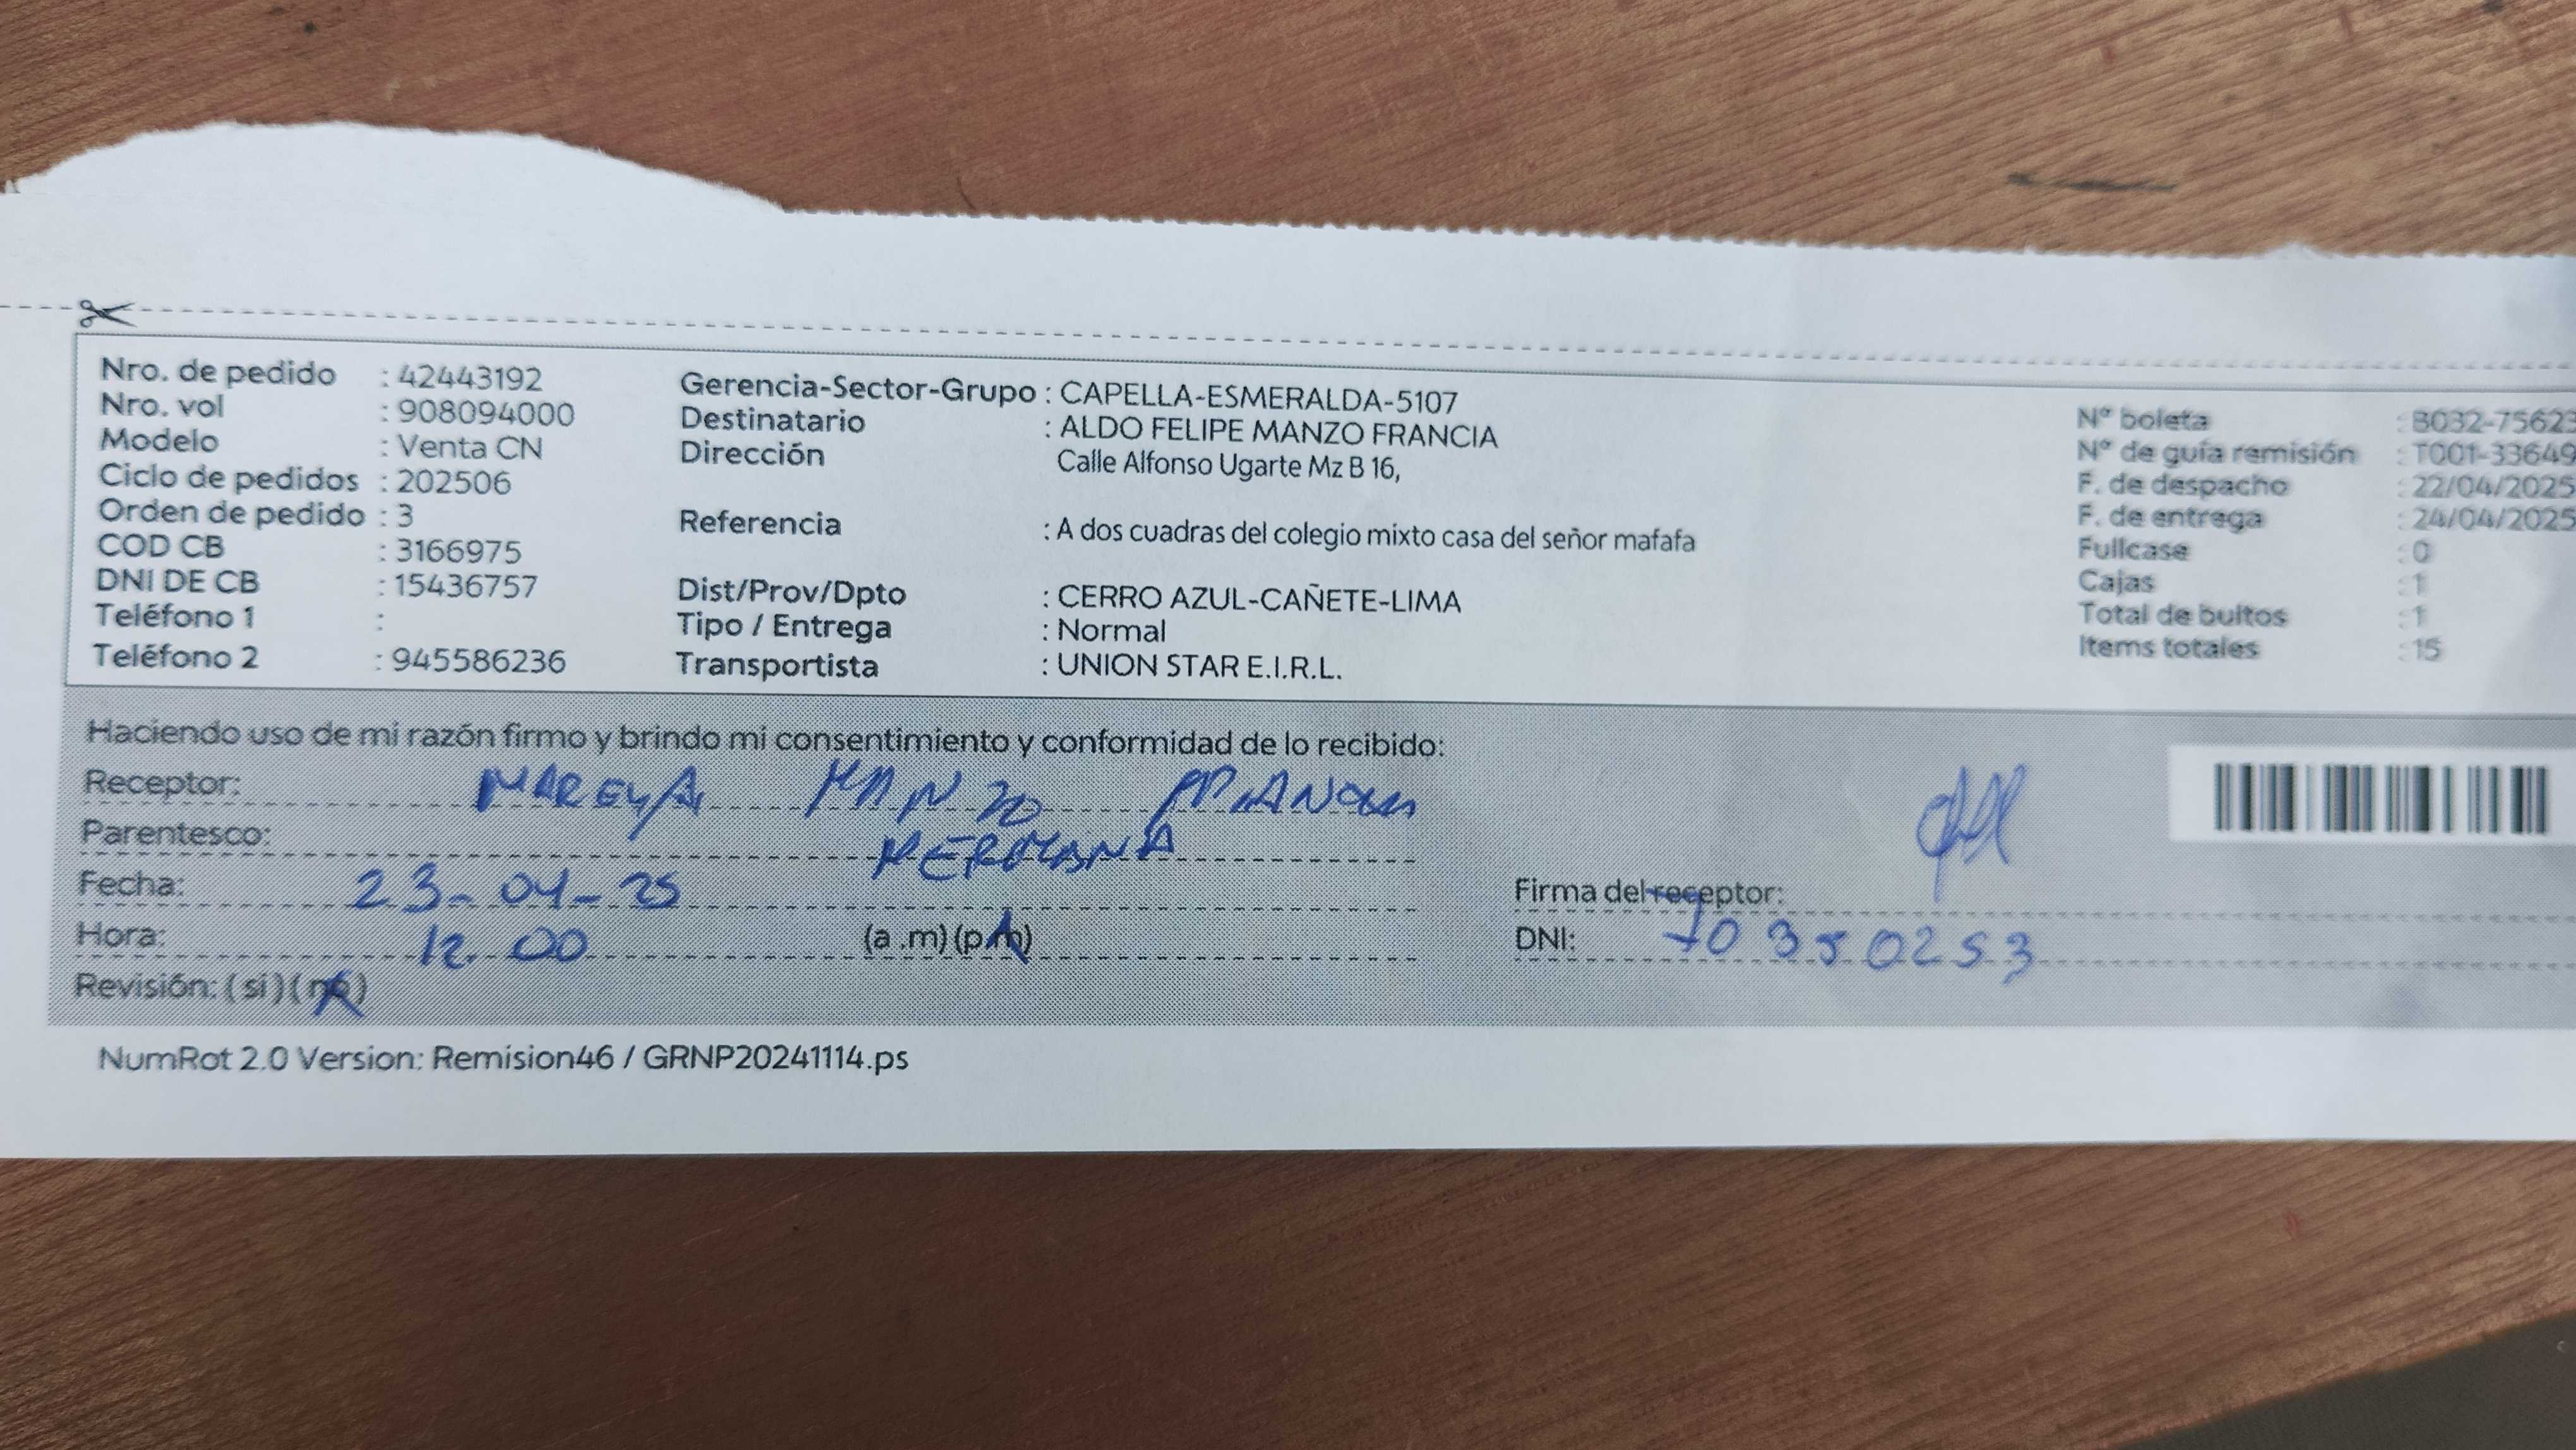 Nro. de pedido : 42443192
Nro. vol : 908094000
Modelo : Venta CN
Ciclo de pedidos : 202506
Orden de pedido : 3
COD CB : 3166975
DNI DE CB : 15436757
Teléfono 1 :
Teléfono 2 : 945586236
Gerencia-Sector-Grupo : CAPELLA-ESMERALDA-5107
Destinatario : ALDO FELIPE MANZO FRANCIA
Dirección Calle Alfonso Ugarte Mz B 16,
Referencia : A dos cuadras del colegio mixto casa del señor mafafa
Dist/Prov/Dpto : CERRO AZUL-CAÑETE-LIMA
Tipo / Entrega : Normal
Transportista : UNION STAR E.I.R.L.
Nº boleta : B032-75623
Nº de guía remisión : T001-33649
F. de despacho : 22/04/2025
F. de entrega : 24/04/2025
Fullcase : 0
Cajas : 1
Total de bultos : 1
Items totales : 15
Haciendo uso de mi razón firmo y brindo mi consentimiento y conformidad de lo recibido:
Receptor: MANZO
Parentesco: HERMANA
Fecha: 23-04-25
Hora: 12.00 (a.m) (p.m)
Revisión: (si) (no)
Firma del receptor:
DNI: 70350253
NumRot 2.0 Version: Remision46 / GRNP20241114.ps